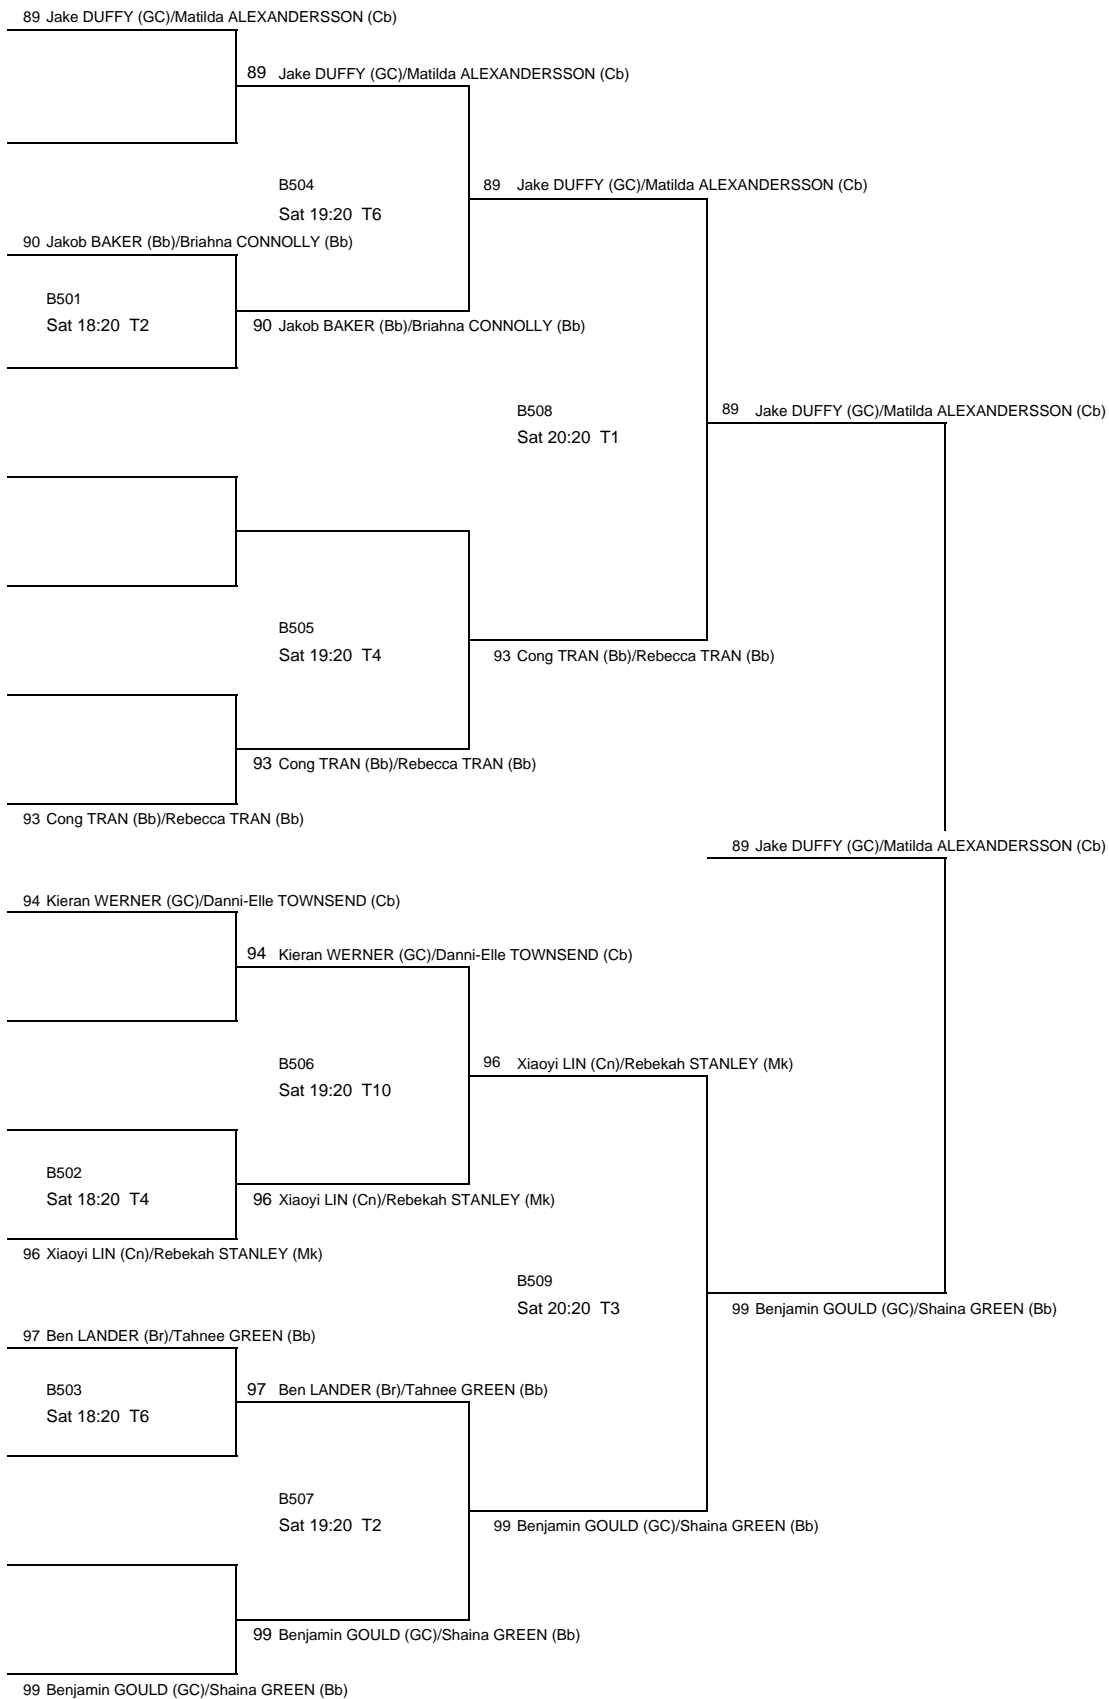 89 Jake DUFFY (GC)/Matilda ALEXANDERSSON (Cb)
89 Jake DUFFY (GC)/Matilda ALEXANDERSSON (Cb)
B504
89 Jake DUFFY (GC)/Matilda ALEXANDERSSON (Cb)
Sat 19:20 T6
90 Jakob BAKER (Bb)/Briahna CONNOLLY (Bb)
B501
Sat 18:20 T2
90 Jakob BAKER (Bb)/Briahna CONNOLLY (Bb)
B508
89 Jake DUFFY (GC)/Matilda ALEXANDERSSON (Cb)
Sat 20:20 T1
B505
Sat 19:20 T4
93 Cong TRAN (Bb)/Rebecca TRAN (Bb)
93 Cong TRAN (Bb)/Rebecca TRAN (Bb)
93 Cong TRAN (Bb)/Rebecca TRAN (Bb)
89 Jake DUFFY (GC)/Matilda ALEXANDERSSON (Cb)
94 Kieran WERNER (GC)/Danni-Elle TOWNSEND (Cb)
94 Kieran WERNER (GC)/Danni-Elle TOWNSEND (Cb)
B506
96 Xiaoyi LIN (Cn)/Rebekah STANLEY (Mk)
Sat 19:20 T10
B502
Sat 18:20 T4
96 Xiaoyi LIN (Cn)/Rebekah STANLEY (Mk)
96 Xiaoyi LIN (Cn)/Rebekah STANLEY (Mk)
B509
Sat 20:20 T3
99 Benjamin GOULD (GC)/Shaina GREEN (Bb)
97 Ben LANDER (Br)/Tahnee GREEN (Bb)
B503
97 Ben LANDER (Br)/Tahnee GREEN (Bb)
Sat 18:20 T6
B507
Sat 19:20 T2
99 Benjamin GOULD (GC)/Shaina GREEN (Bb)
99 Benjamin GOULD (GC)/Shaina GREEN (Bb)
99 Benjamin GOULD (GC)/Shaina GREEN (Bb)